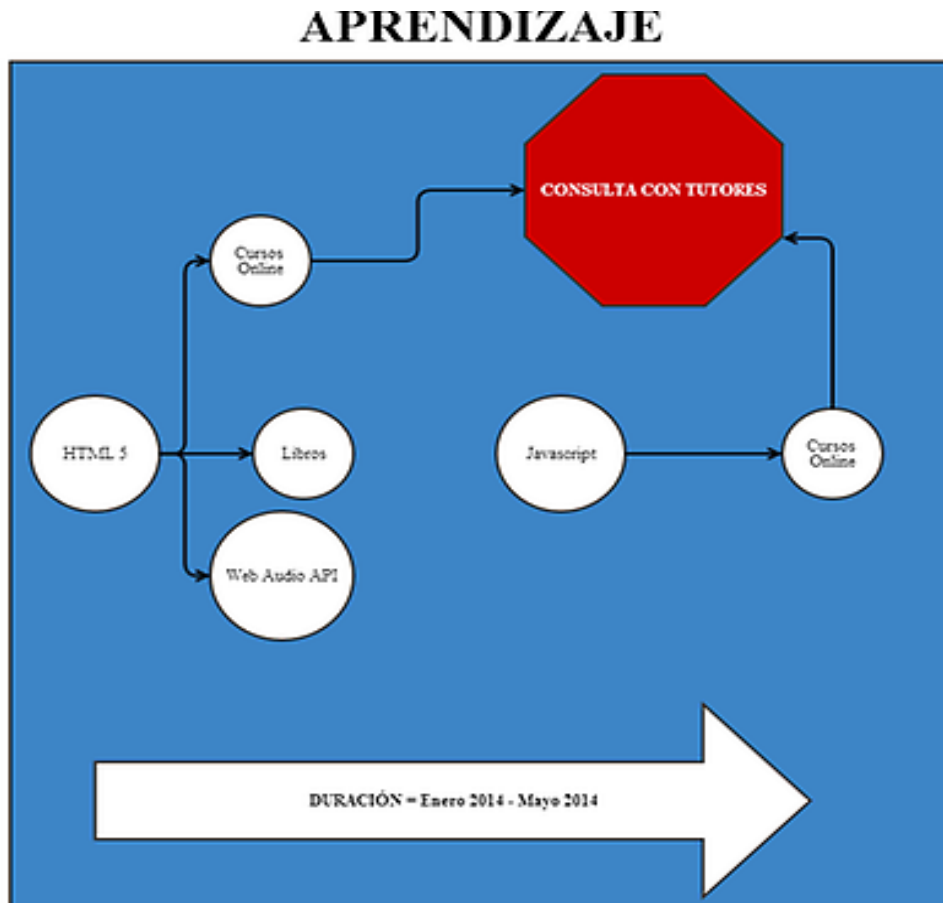 APRENDIZAJE
CONSULTA CON TUTORES
Cursos
Online
HTML 5
Libros
Javascript
Cursos
Online
Web Audio API
DURACIÓN = Enero 2014 - Mayo 2014